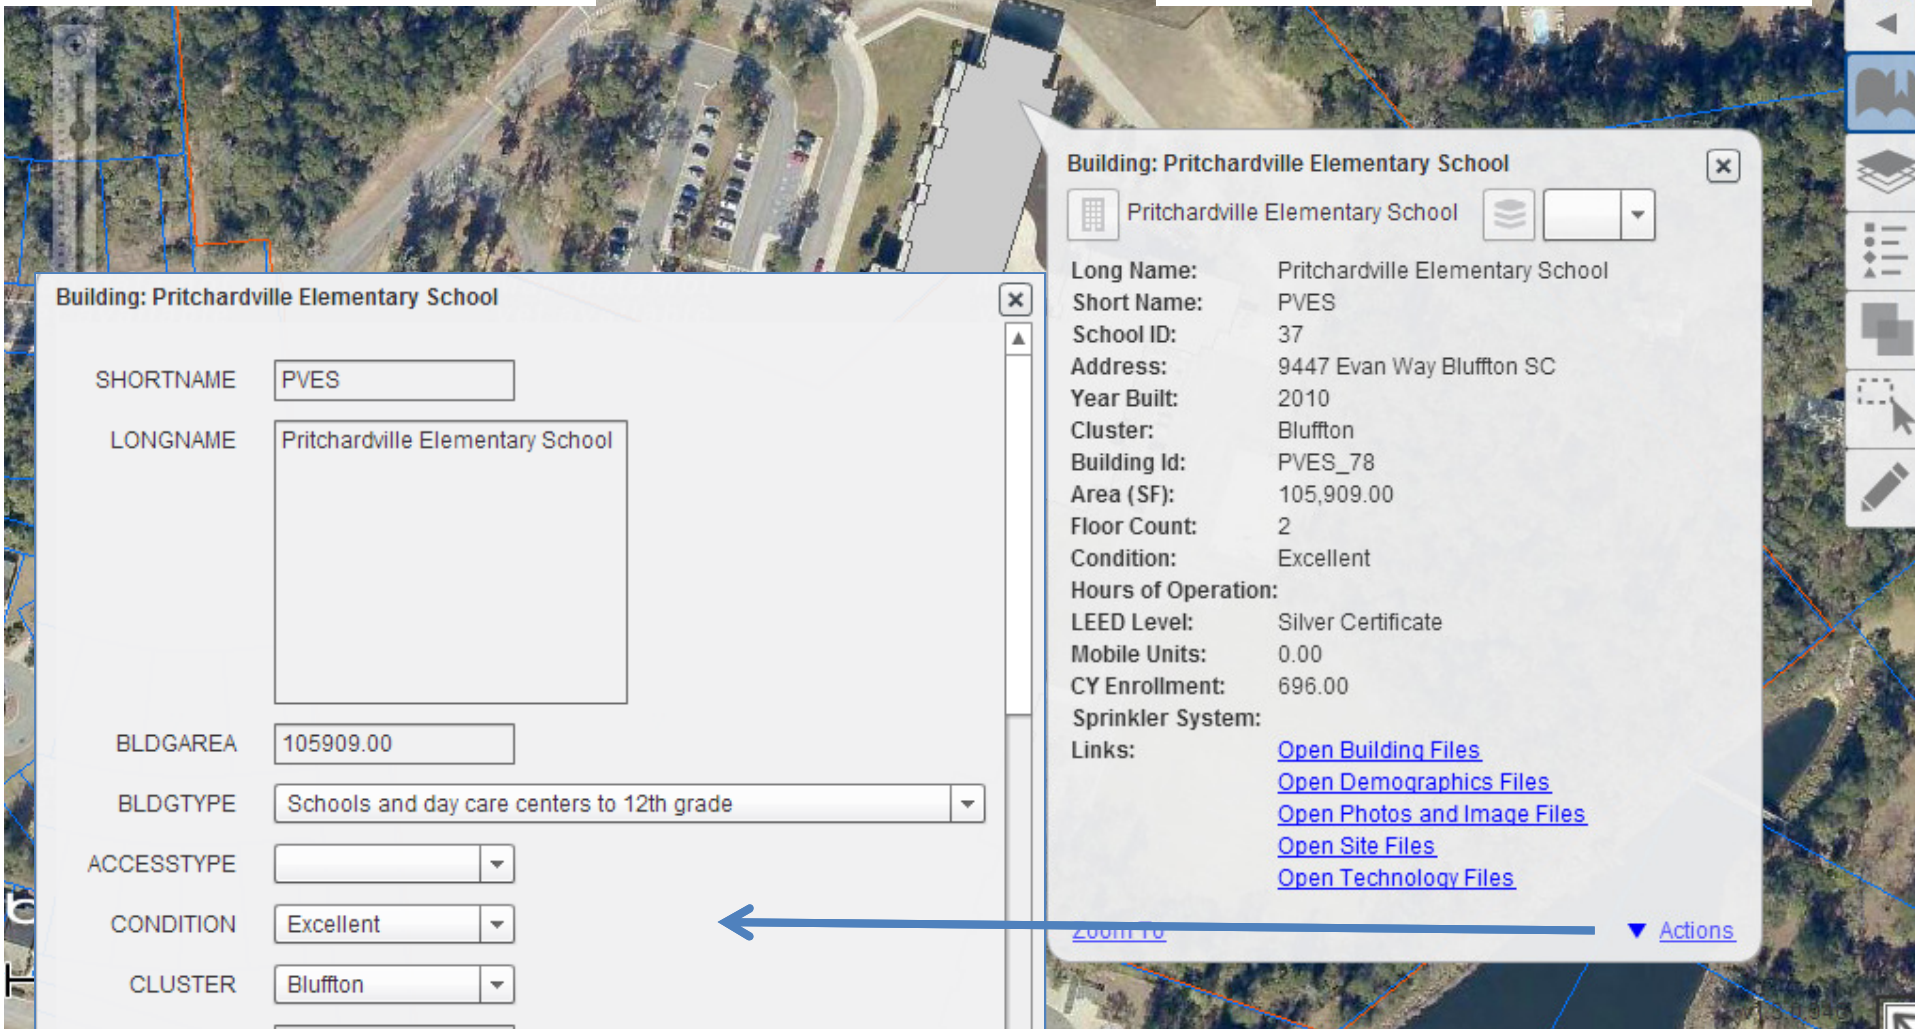 Building: Pritchardville Elementary School
Pritchardville Elementary School
Long Name: Pritchardville Elementary School
Short Name: PVES
School ID: 37
Address: 9447 Evan Way Bluffton SC
Year Built: 2010
Cluster: Bluffton
Building Id: PVES_78
Area (SF): 105,909.00
Floor Count: 2
Condition: Excellent
Hours of Operation:
LEED Level: Silver Certificate
Mobile Units: 0.00
CY Enrollment: 696.00
Sprinkler System:
Links: Open Building Files
Open Demographics Files
Open Photos and Image Files
Open Site Files
Open Technology Files
Zoom To Actions
Building: Pritchardville Elementary School
SHORTNAME PVES
LONGNAME Pritchardville Elementary School
BLDGAREA 105909.00
BLDGTYPE Schools and day care centers to 12th grade
ACCESSTYPE
CONDITION Excellent
CLUSTER Bluffton